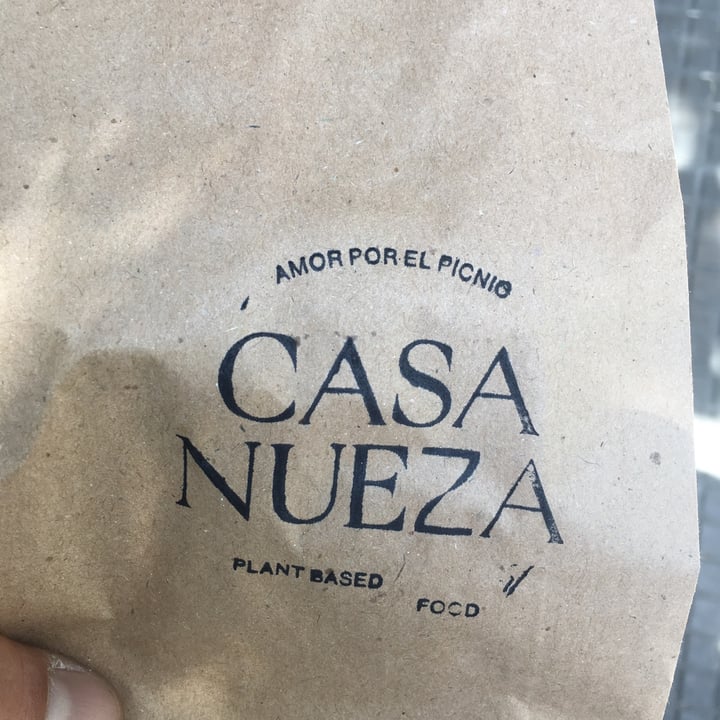 AMOR POR EL PICNIC
CASA
NUEZA
PLANT BASED
FOOD